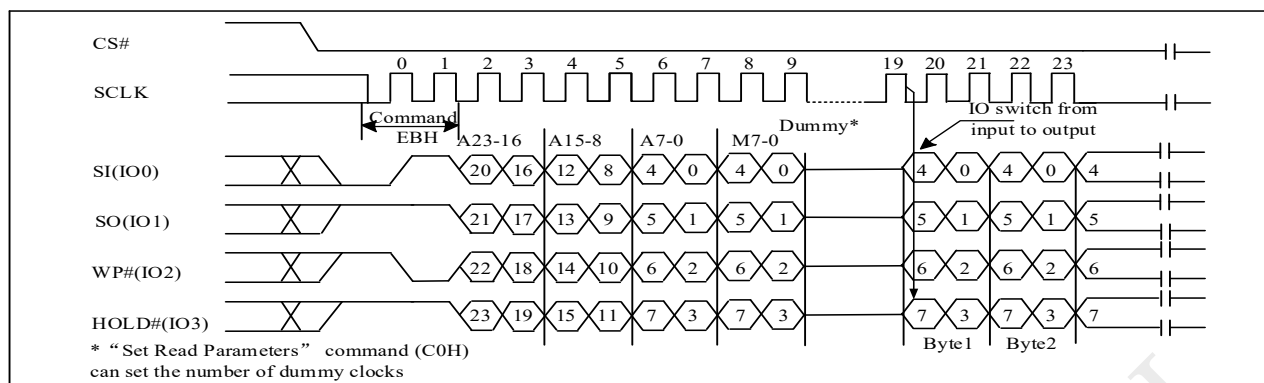 CS#
0 1 2 3 4 5 6 7 8 9 19 20 21 22 23
SCLK
Command
EBH
Dummy*
IO switch from
input to output
A23-16 A15-8 A7-0 M7-0
SI(IO0) 20 16 12 8 4 0 4 0 4 0 4 0 4
SO(IO1) 21 17 13 9 5 1 5 1 5 1 5 1 5
WP#(IO2) 22 18 14 10 6 2 6 2 6 2 6 2 6
HOLD#(IO3) 23 19 15 11 7 3 7 3 7 3 7 3 7
Byte1 Byte2
* “Set Read Parameters” command (C0H)
can set the number of dummy clocks